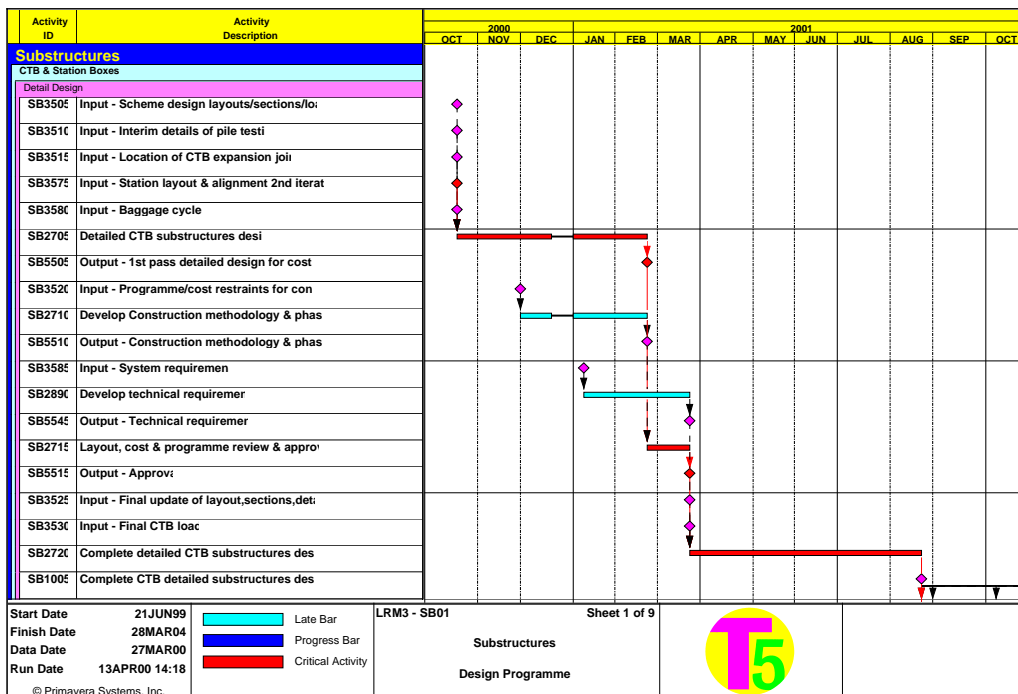 Activity Activity
ID Description
2000 2001
OCT NOV DEC JAN FEB MAR APR MAY JUN JUL AUG SEP OCT
Substructures
CTB & Station Boxes
Detail Design
SB3505 Input - Scheme design layouts/sections/loa
SB3510 Input - Interim details of pile testi
SB3515 Input - Location of CTB expansion joi
SB3575 Input - Station layout & alignment 2nd iterat
SB3580 Input - Baggage cycle
SB2705 Detailed CTB substructures desi
SB5505 Output - 1st pass detailed design for cost
SB3520 Input - Programme/cost restraints for con
SB2710 Develop Construction methodology & phas
SB5510 Output - Construction methodology & phas
SB3585 Input - System requiremen
SB2890 Develop technical requiremer
SB5545 Output - Technical requiremer
SB2715 Layout, cost & programme review & appro
SB5515 Output - Approva
SB3525 Input - Final update of layout,sections,deta
SB3530 Input - Final CTB load
SB2720 Complete detailed CTB substructures des
SB1005 Complete CTB detailed substructures des
Start Date 21JUN99
Finish Date 28MAR04
Data Date 27MAR00
Run Date 13APR00 14:18
© Primavera Systems, Inc.
Late Bar
Progress Bar
Critical Activity
LRM3 - SB01 Sheet 1 of 9
Substructures
Design Programme
T5